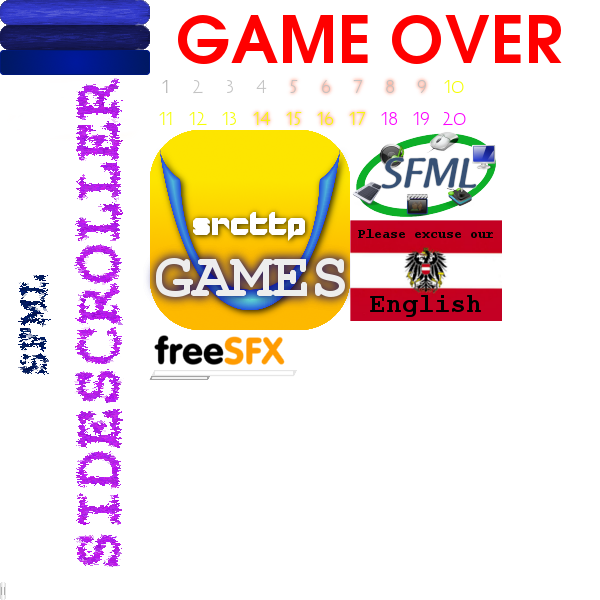 GAME OVER
1 2 3 4 5 6 7 8 9 10
11 12 13 14 15 16 17 18 19 20
SFML
SIDESCROLLER
srcttp
GAMES
SFML
Please excuse our
English
freeSFX